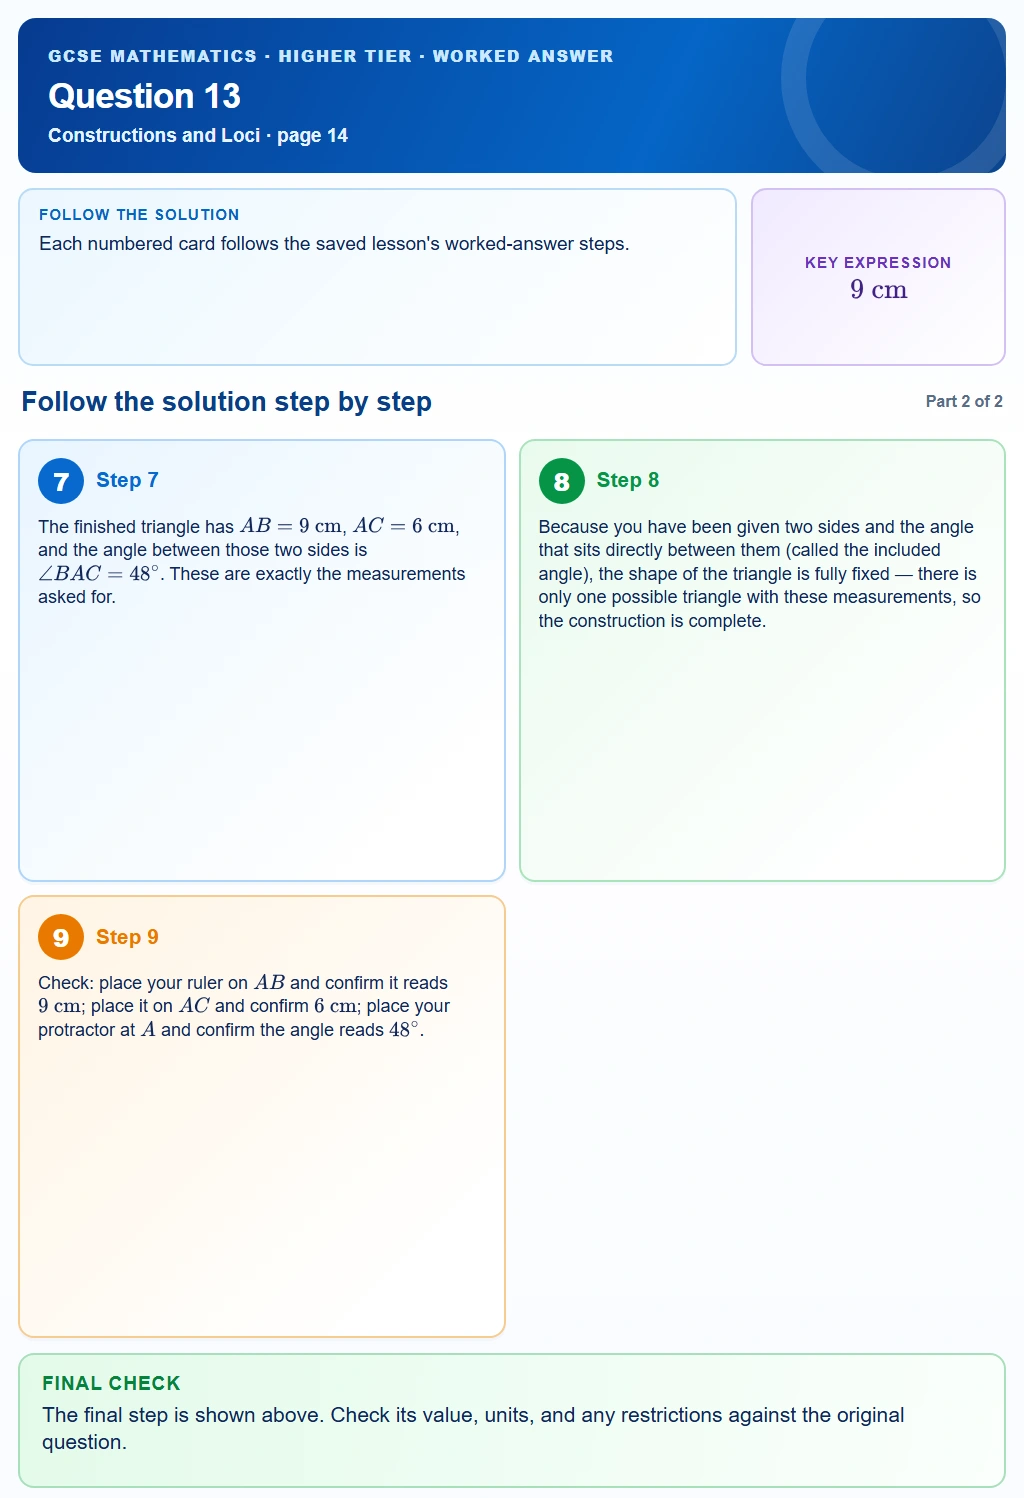 GCSE MATHEMATICS · HIGHER TIER · WORKED ANSWER
Question 13
Constructions and Loci · page 14
FOLLOW THE SOLUTION
Each numbered card follows the saved lesson's worked-answer steps.
KEY EXPRESSION
9 cm
Follow the solution step by step
Part 2 of 2
7 Step 7
The finished triangle has AB = 9 cm, AC = 6 cm,
and the angle between those two sides is
∠BAC = 48°. These are exactly the measurements
asked for.
8 Step 8
Because you have been given two sides and the angle
that sits directly between them (called the included
angle), the shape of the triangle is fully fixed — there is
only one possible triangle with these measurements, so
the construction is complete.
9 Step 9
Check: place your ruler on AB and confirm it reads
9 cm; place it on AC and confirm 6 cm; place your
protractor at A and confirm the angle reads 48°.
FINAL CHECK
The final step is shown above. Check its value, units, and any restrictions against the original
question.